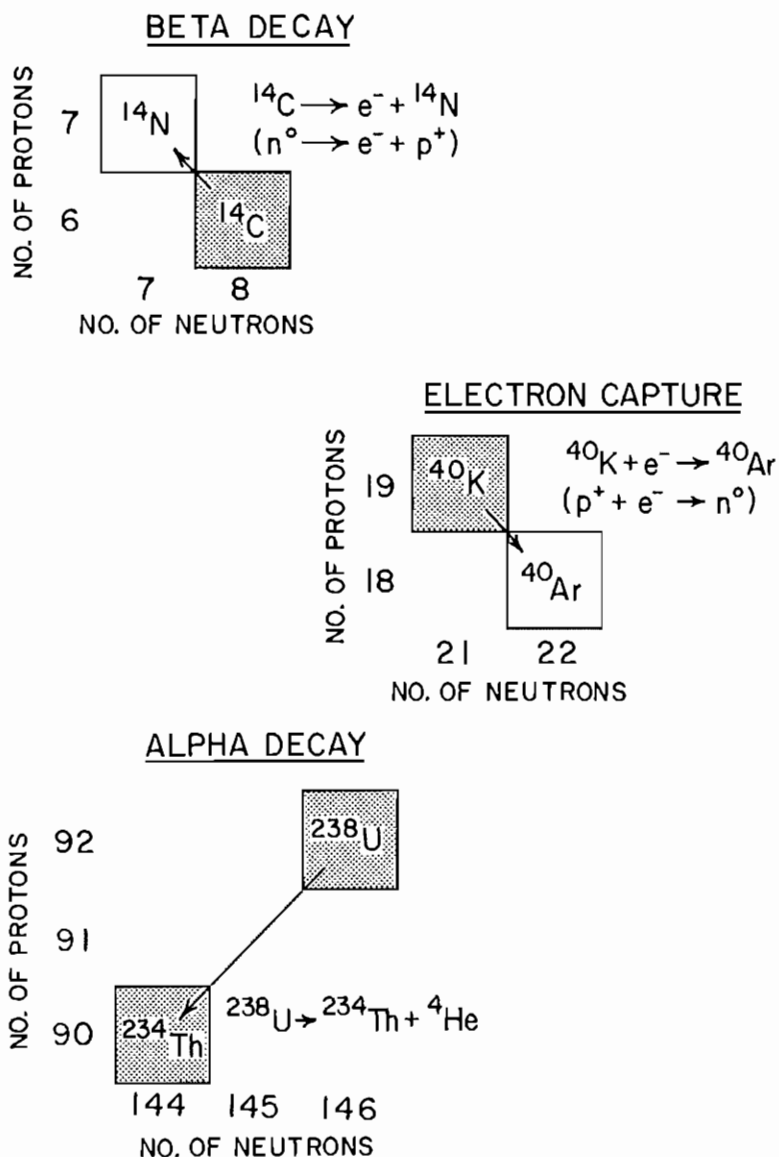 BETA DECAY
NO. OF PROTONS
7
6
¹⁴N
¹⁴C
¹⁴C → e⁻ + ¹⁴N
(n° → e⁻ + p⁺)
7 8
NO. OF NEUTRONS
ELECTRON CAPTURE
NO. OF PROTONS
19
18
⁴⁰K
⁴⁰Ar
⁴⁰K + e⁻ → ⁴⁰Ar
(p⁺ + e⁻ → n°)
21 22
NO. OF NEUTRONS
ALPHA DECAY
NO. OF PROTONS
92
91
90
²³⁸U
²³⁴Th
²³⁸U → ²³⁴Th + ⁴He
144 145 146
NO. OF NEUTRONS